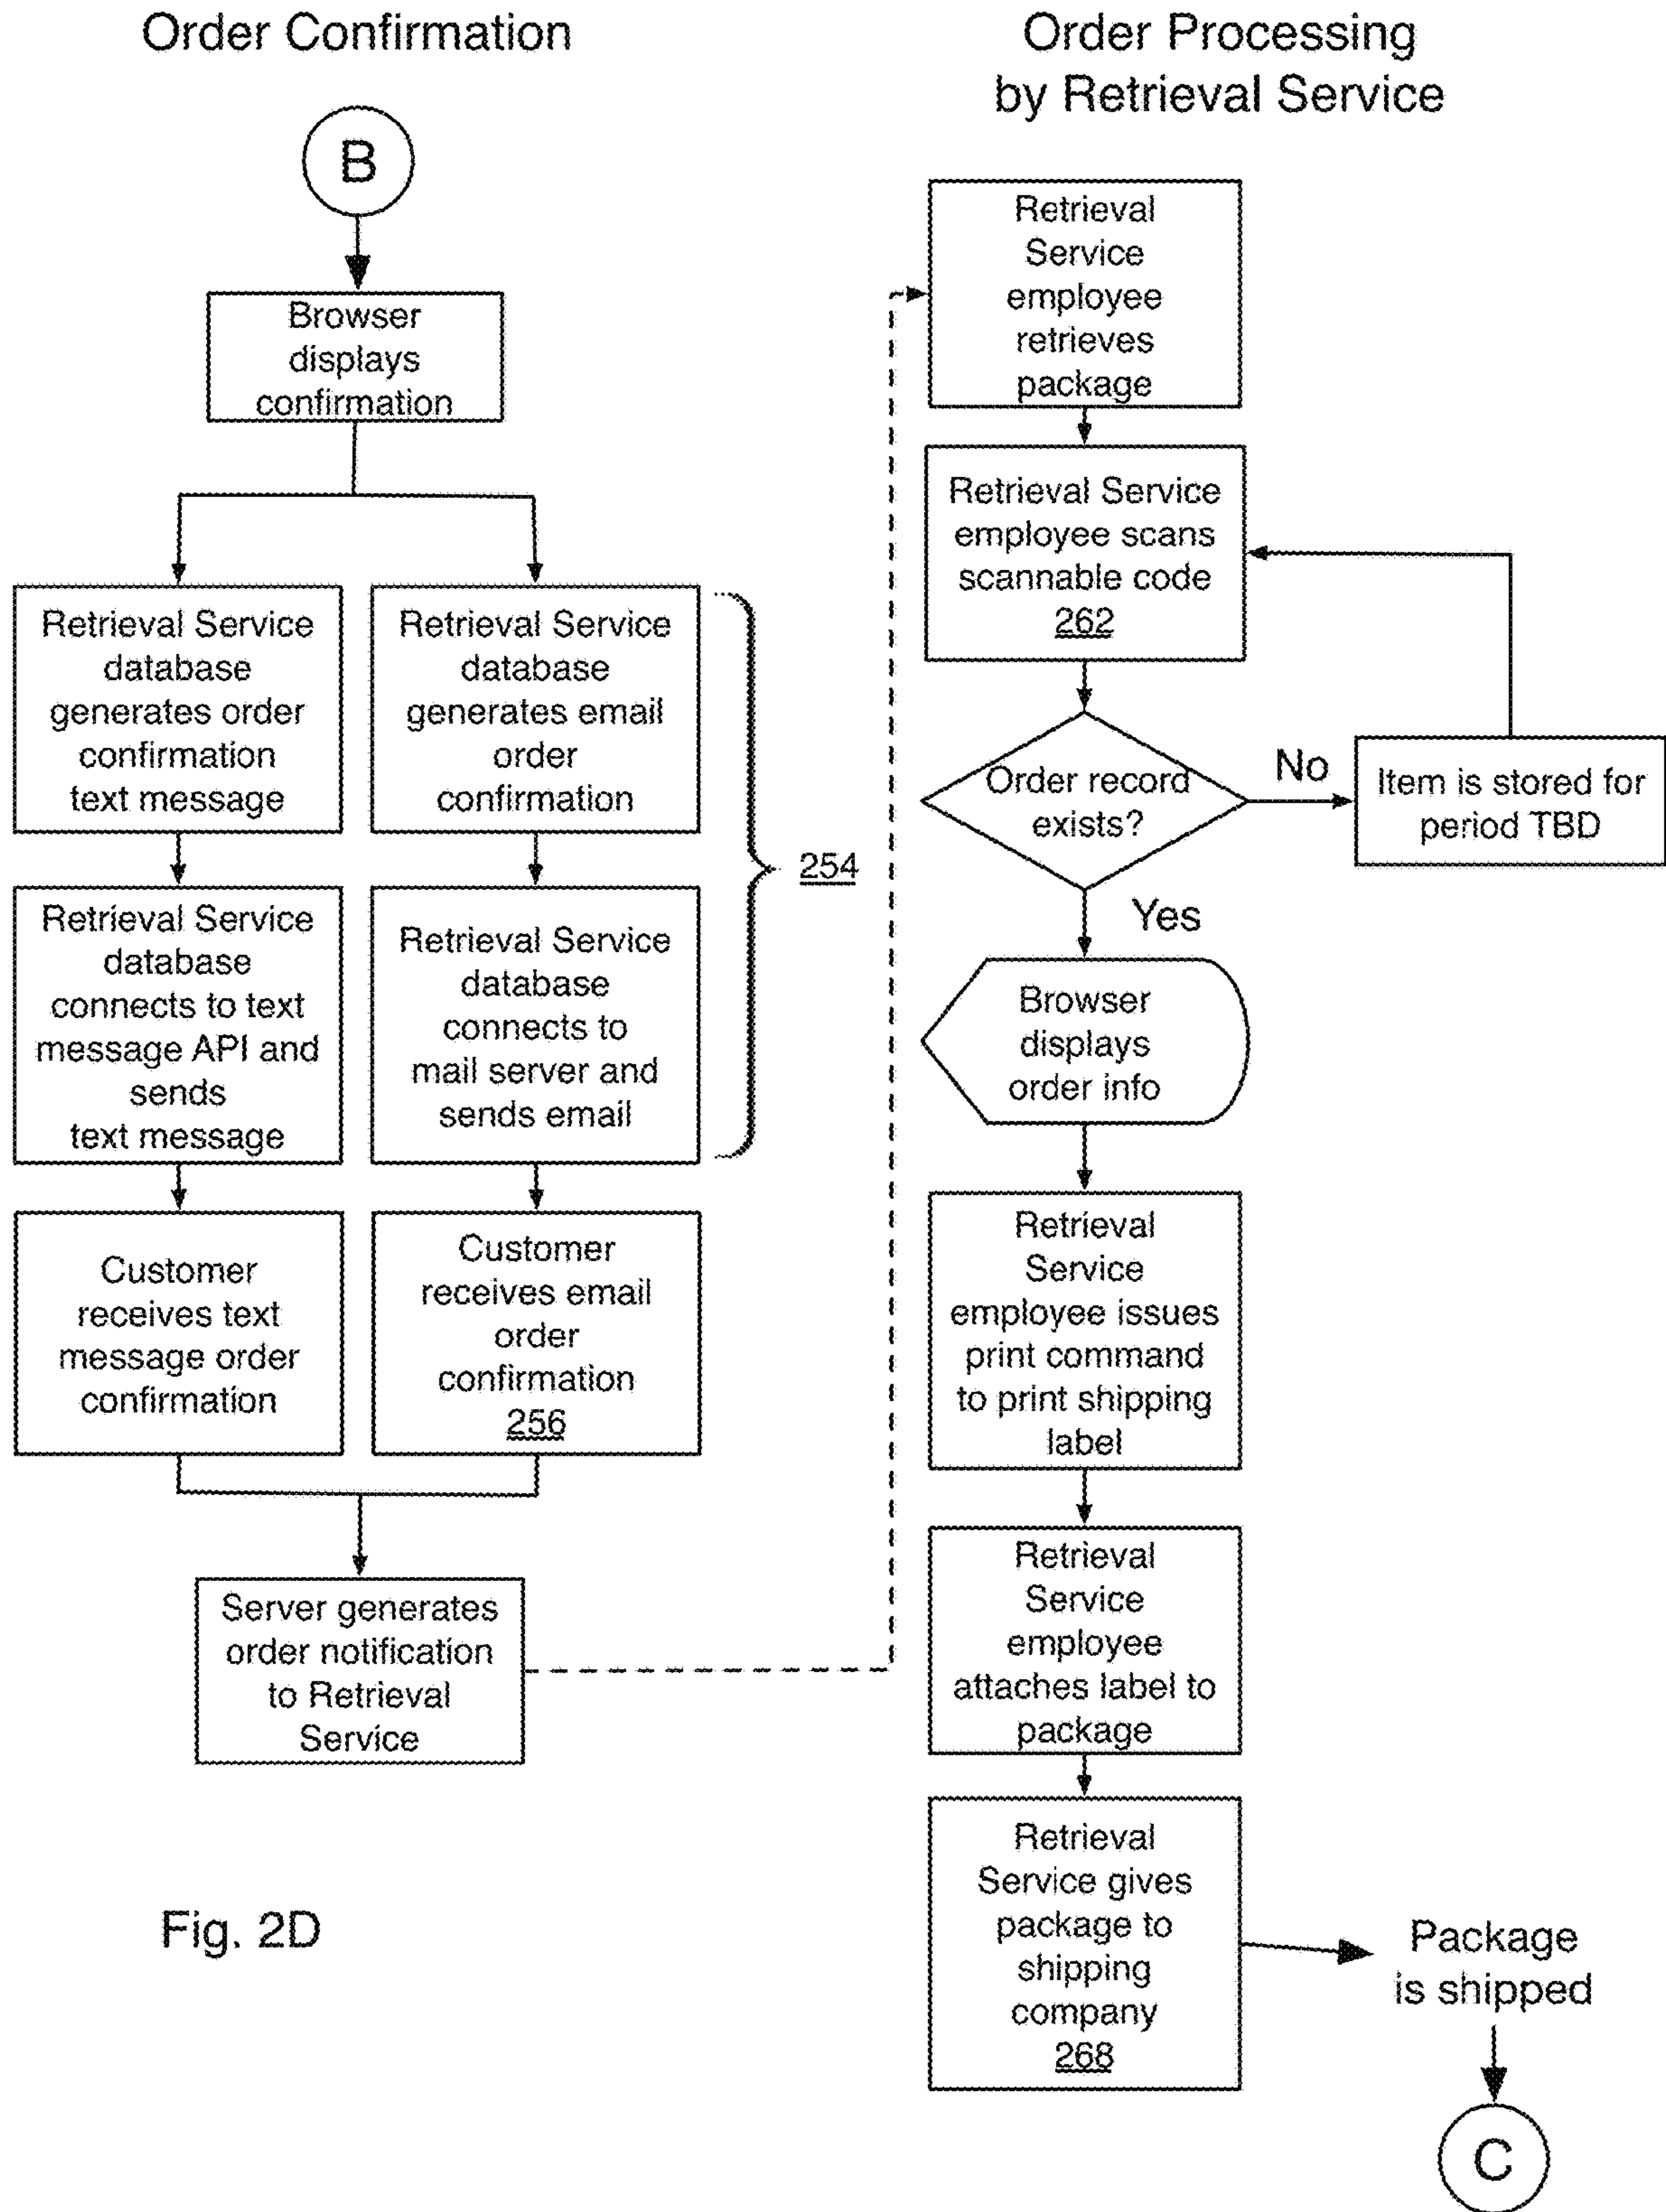 Order Confirmation
B
Browser
displays
confirmation
Retrieval Service
database
generates order
confirmation
text message
Retrieval Service
database
generates email
order
confirmation
254
Retrieval Service
database
connects to text
message API and
sends
text message
Retrieval Service
database
connects to
mail server and
sends email
Customer
receives text
message order
confirmation
Customer
receives email
order
confirmation
256
Server generates
order notification
to Retrieval
Service
Order Processing
by Retrieval Service
Retrieval
Service
employee
retrieves
package
Retrieval Service
employee scans
scannable code
262
Order record
exists?
No
Item is stored for
period TBD
Yes
Browser
displays
order info
Retrieval
Service
employee issues
print command
to print shipping
label
Retrieval
Service
employee
attaches label to
package
Retrieval
Service gives
package to
shipping
company
268
Package
is shipped
C
Fig. 2D